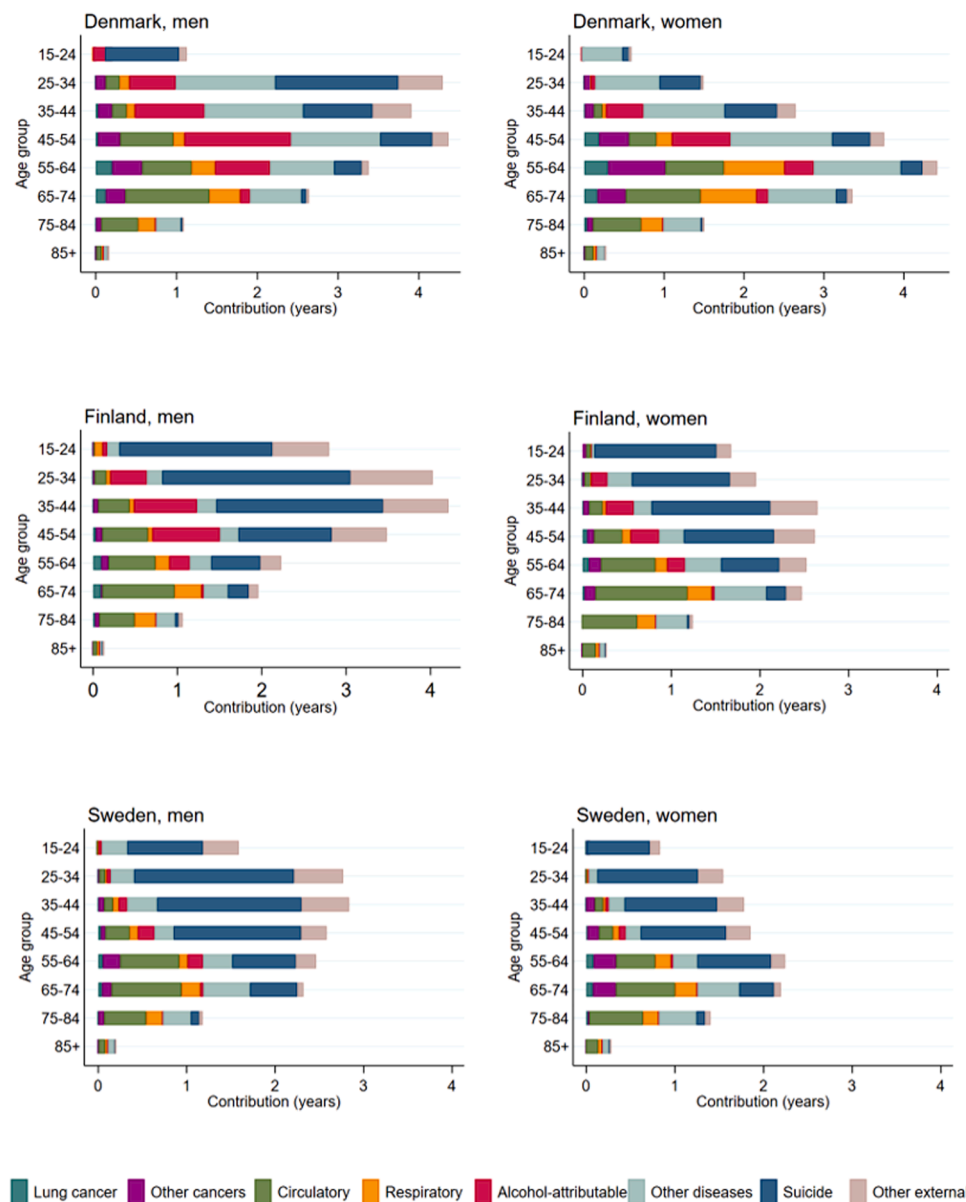 Denmark, men
Age group
15-24
25-34
35-44
45-54
55-64
65-74
75-84
85+
0 1 2 3 4
Contribution (years)
Denmark, women
Age group
15-24
25-34
35-44
45-54
55-64
65-74
75-84
85+
0 1 2 3 4
Contribution (years)
Finland, men
Age group
15-24
25-34
35-44
45-54
55-64
65-74
75-84
85+
0 1 2 3 4
Contribution (years)
Finland, women
Age group
15-24
25-34
35-44
45-54
55-64
65-74
75-84
85+
0 1 2 3 4
Contribution (years)
Sweden, men
Age group
15-24
25-34
35-44
45-54
55-64
65-74
75-84
85+
0 1 2 3 4
Contribution (years)
Sweden, women
Age group
15-24
25-34
35-44
45-54
55-64
65-74
75-84
85+
0 1 2 3 4
Contribution (years)
Lung cancer Other cancers Circulatory Respiratory Alcohol-attributable Other diseases Suicide Other externa